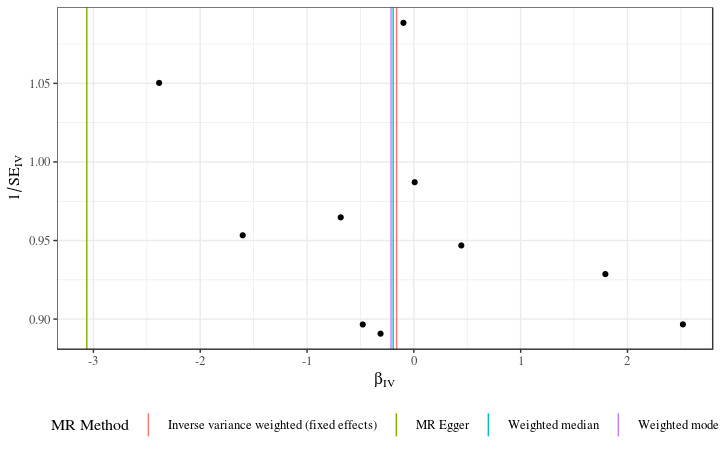 1.05
1.00
0.95
0.90
1/SE_IV
-3 -2 -1 0 1 2
β_IV
MR Method Inverse variance weighted (fixed effects) MR Egger Weighted median Weighted mode